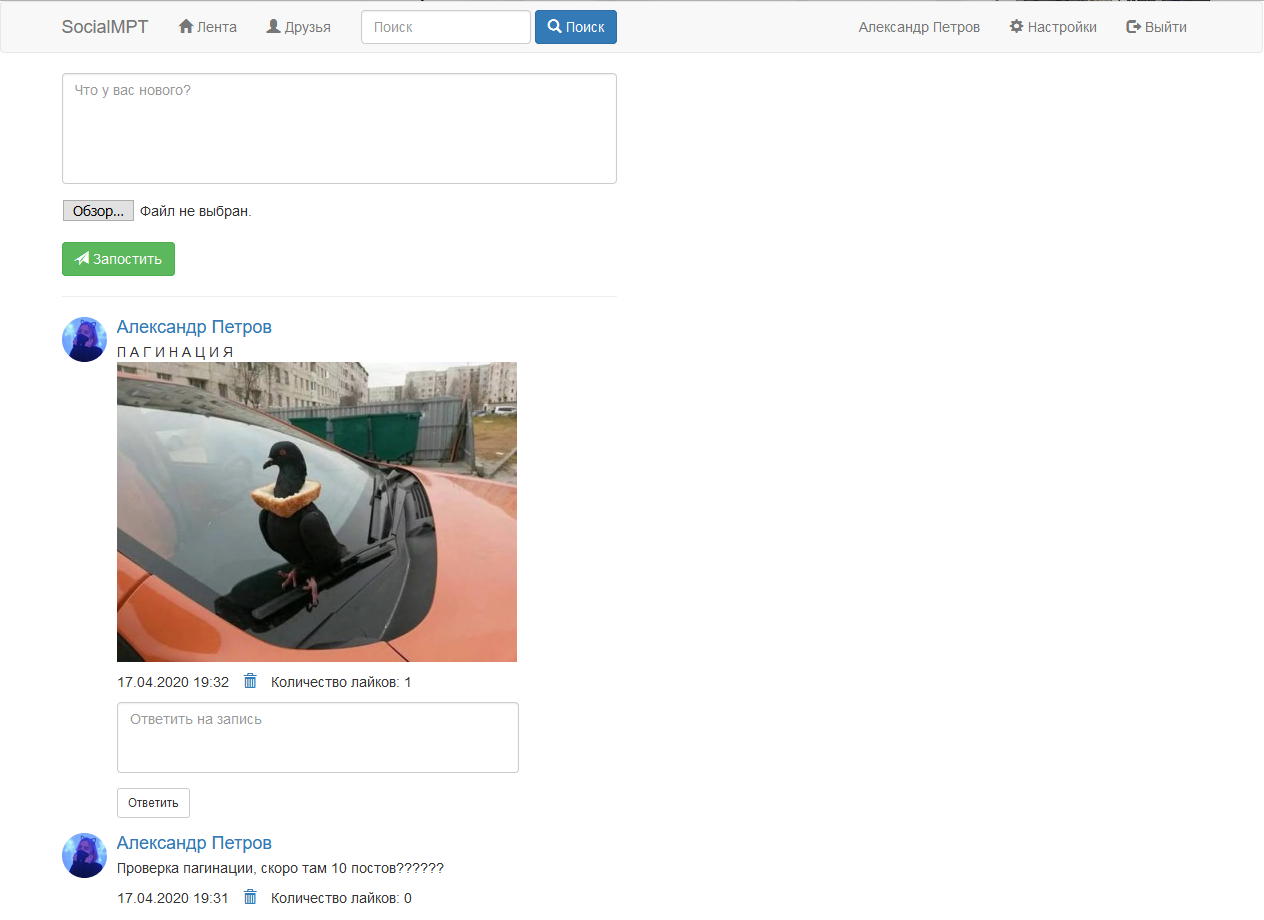 SocialMPT Лента Друзья Поиск Поиск Александр Петров Настройки Выйти
Что у вас нового?
Обзор... Файл не выбран.
Запостить
Александр Петров
П А Г И Н А Ц И Я
17.04.2020 19:32 Количество лайков: 1
Ответить на запись
Ответить
Александр Петров
Проверка пагинации, скоро там 10 постов??????
17.04.2020 19:31 Количество лайков: 0